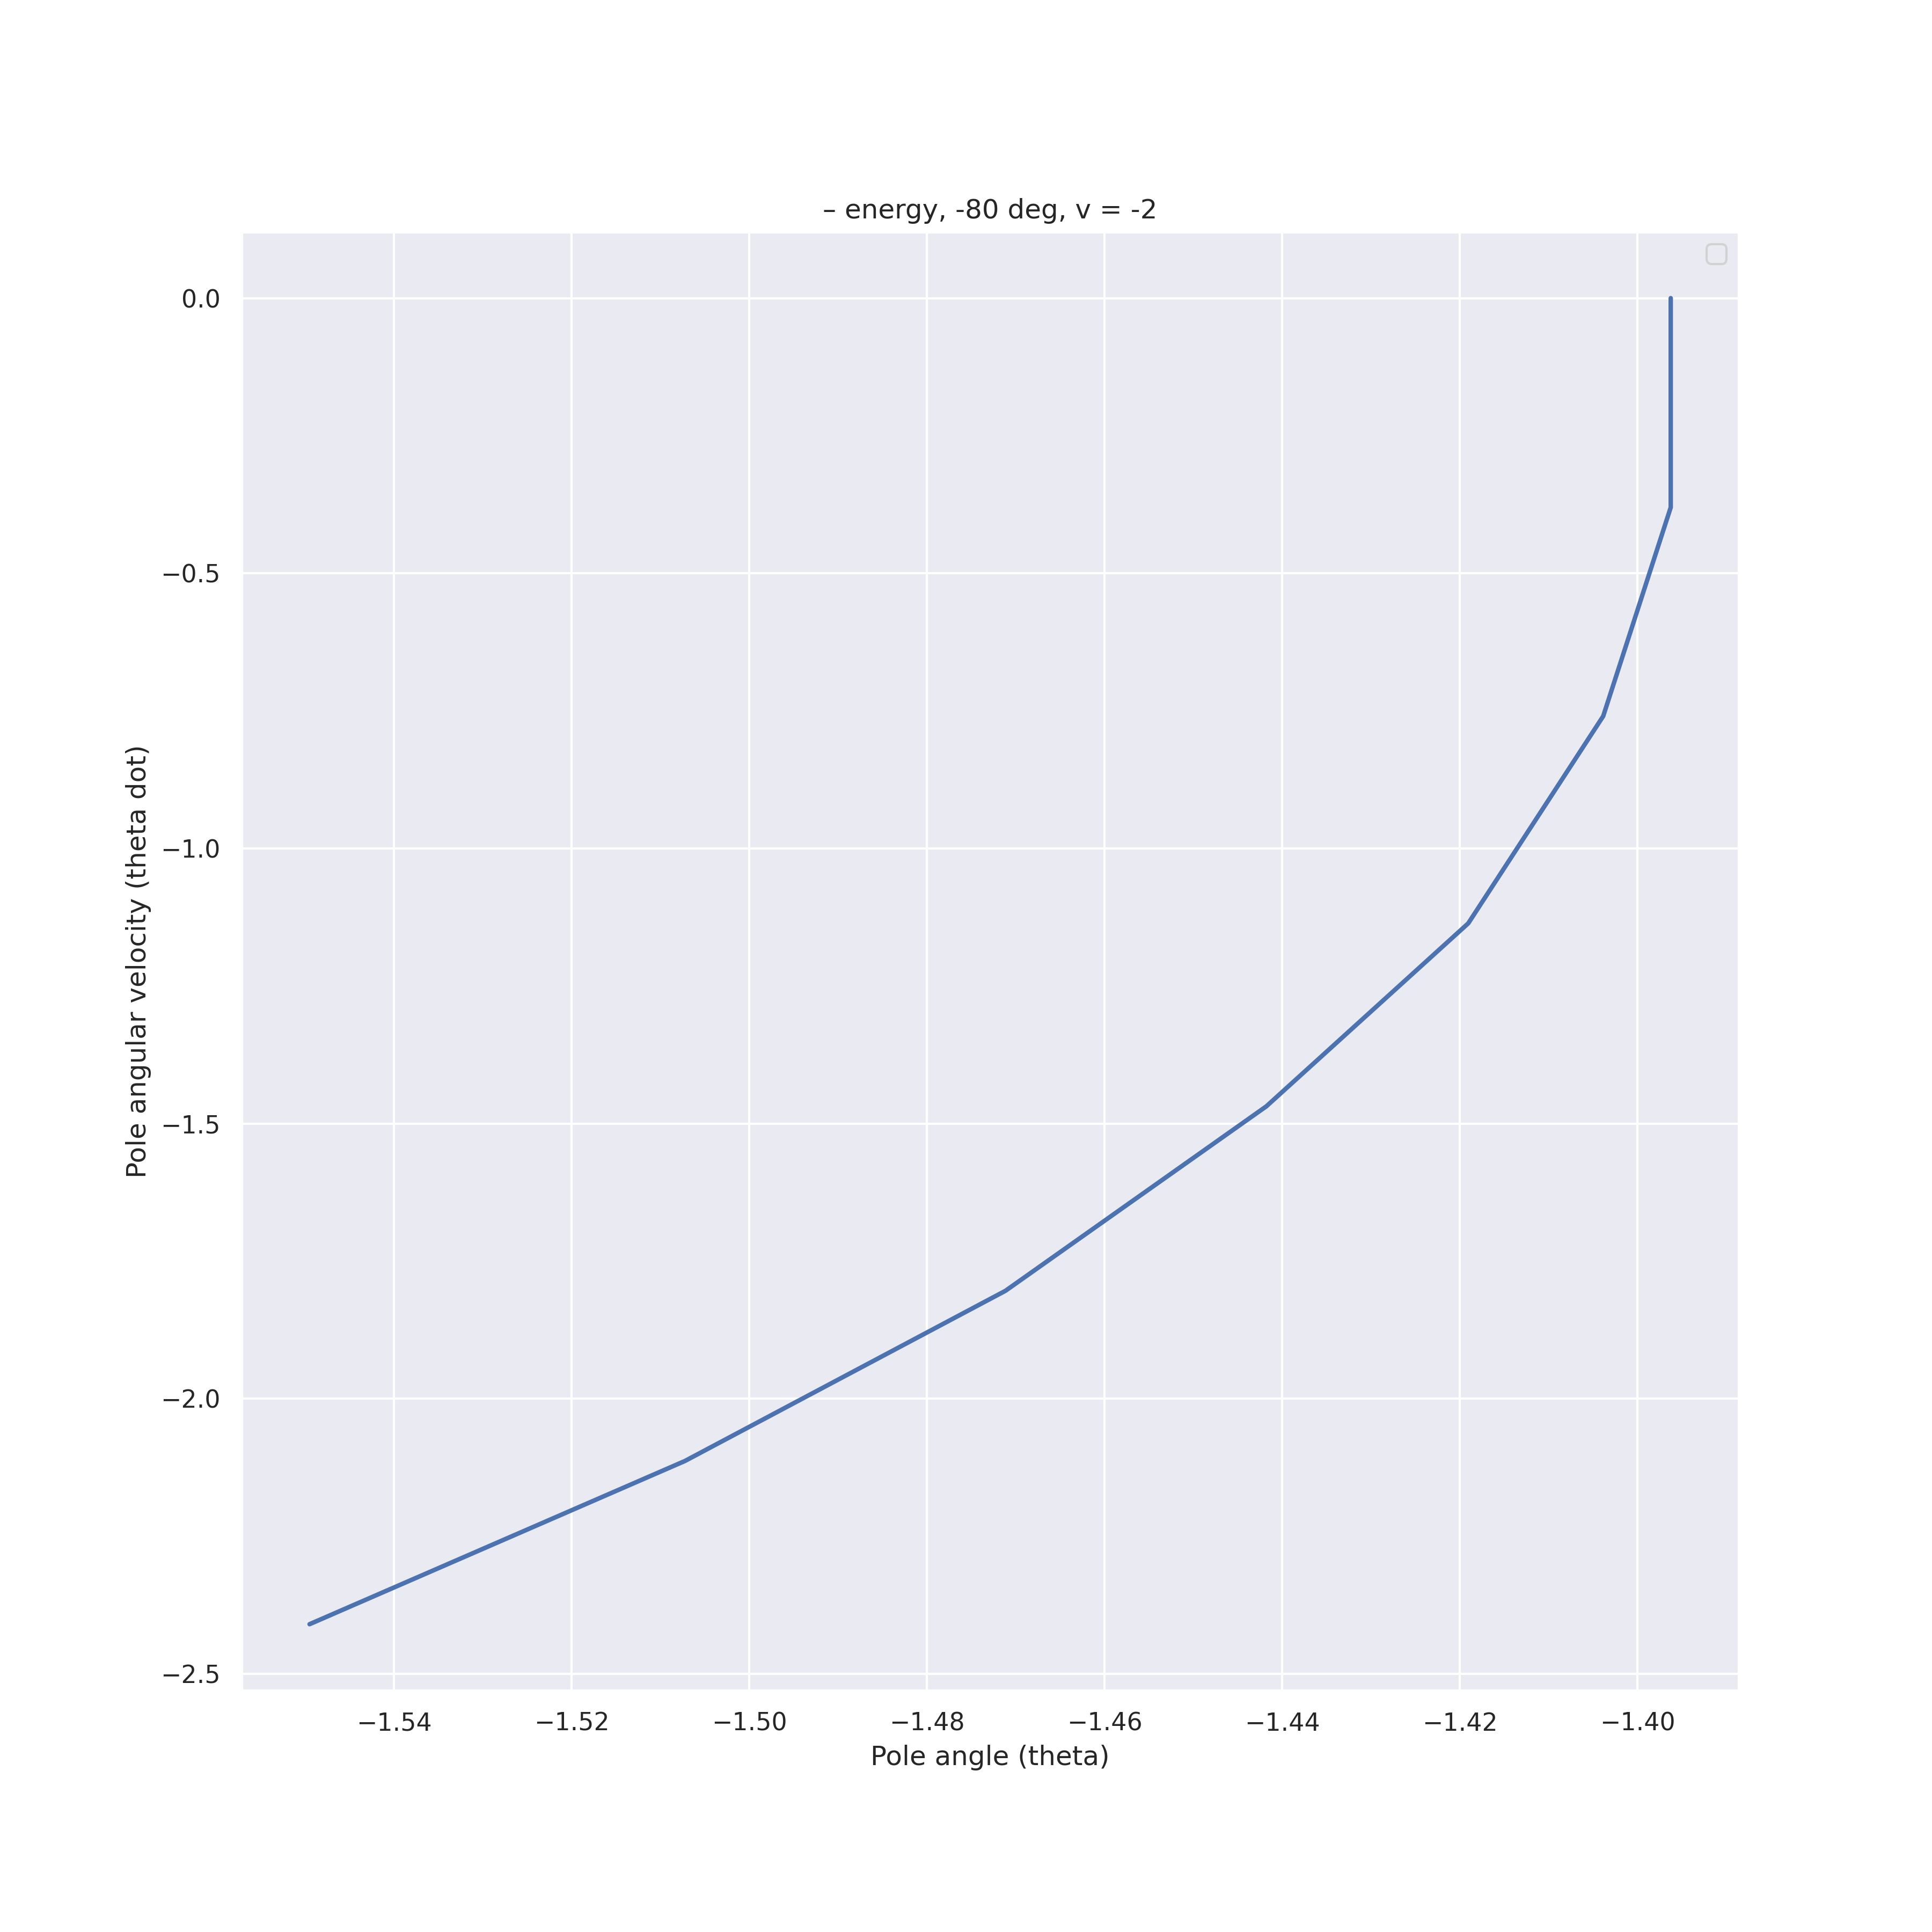 – energy, -80 deg, v = -2
0.0
−0.5
−1.0
−1.5
−2.0
−2.5
Pole angular velocity (theta dot)
−1.54 −1.52 −1.50 −1.48 −1.46 −1.44 −1.42 −1.40
Pole angle (theta)